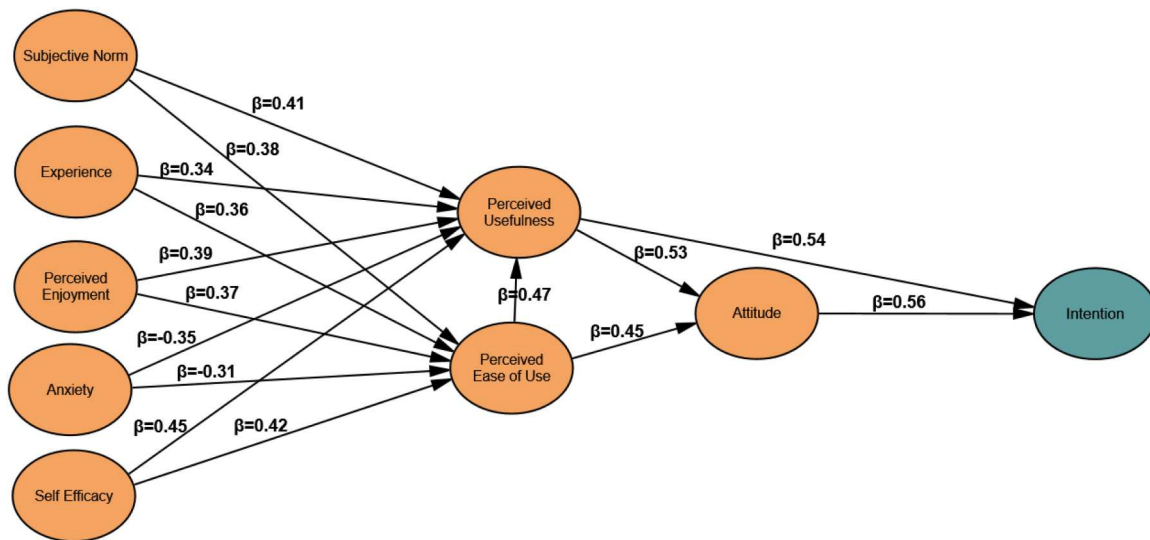 Subjective Norm
β=0.41
β=0.38
Experience
β=0.34
β=0.36
Perceived
Usefulness
β=0.54
β=0.53
Perceived
Enjoyment
β=0.39
β=0.37
β=0.47
Attitude
β=0.56
Intention
β=-0.35
β=0.45
Perceived
Ease of Use
Anxiety
β=-0.31
β=0.45
β=0.42
Self Efficacy